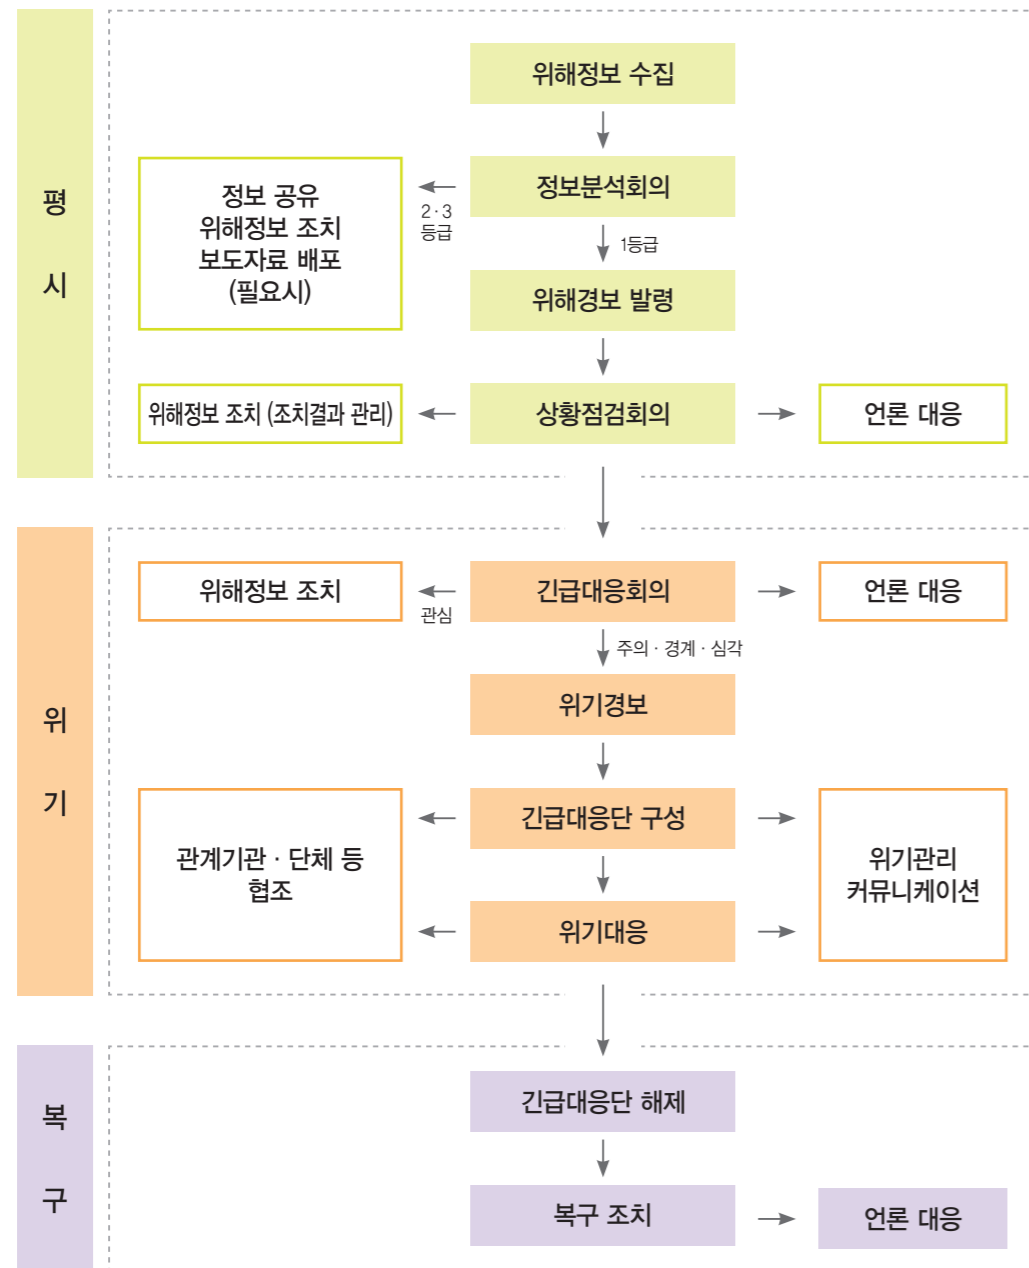 평
시
위해정보 수집
정보분석회의
2·3
등급
정보 공유
위해정보 조치
보도자료 배포
(필요시)
1등급
위해경보 발령
상황점검회의
위해정보 조치 (조치결과 관리)
언론 대응
위
기
긴급대응회의
관심
위해정보 조치
언론 대응
주의 · 경계 · 심각
위기경보
긴급대응단 구성
관계기관 · 단체 등
협조
위기관리
커뮤니케이션
위기대응
복
구
긴급대응단 해제
복구 조치
언론 대응